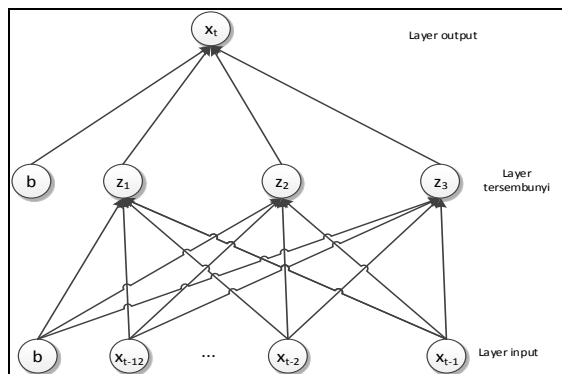 xt
Layer output
b
z1
z2
z3
Layer
tersembunyi
b
xt-12
...
xt-2
xt-1
Layer input